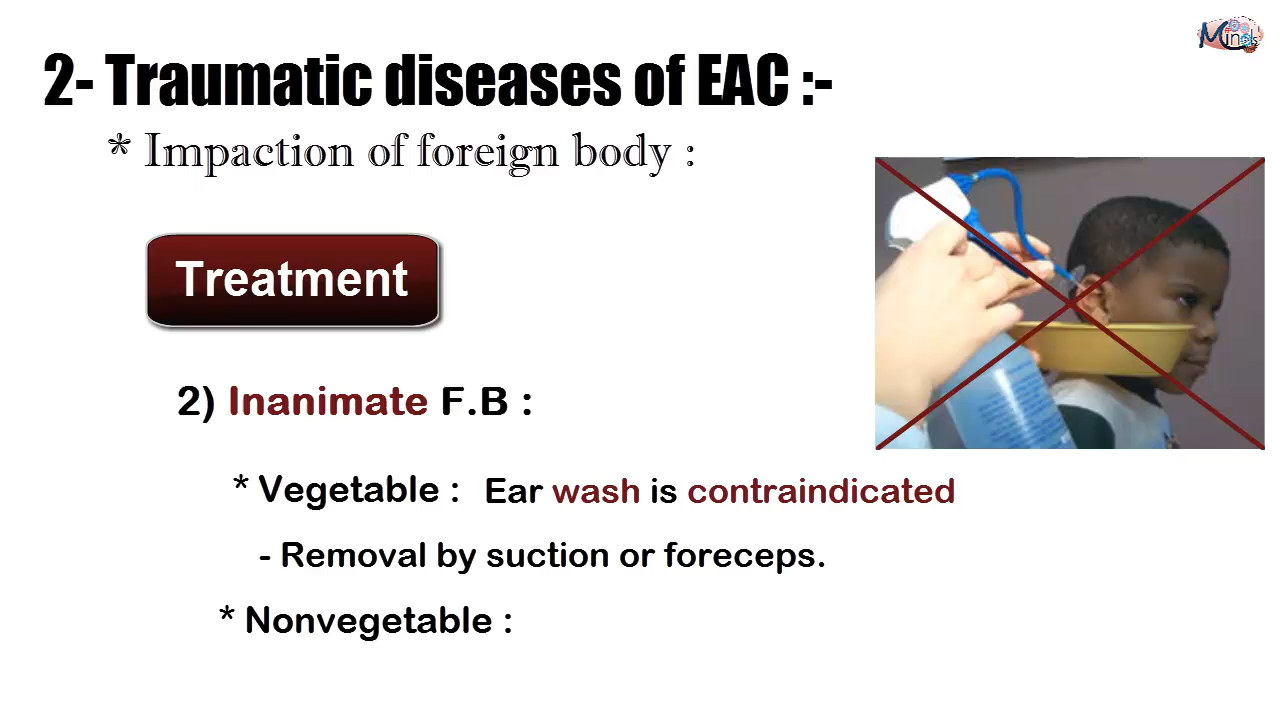 Minds
2- Traumatic diseases of EAC :-
* Impaction of foreign body :
Treatment
2) Inanimate F.B :
* Vegetable : Ear wash is contraindicated
- Removal by suction or foreceps.
* Nonvegetable :